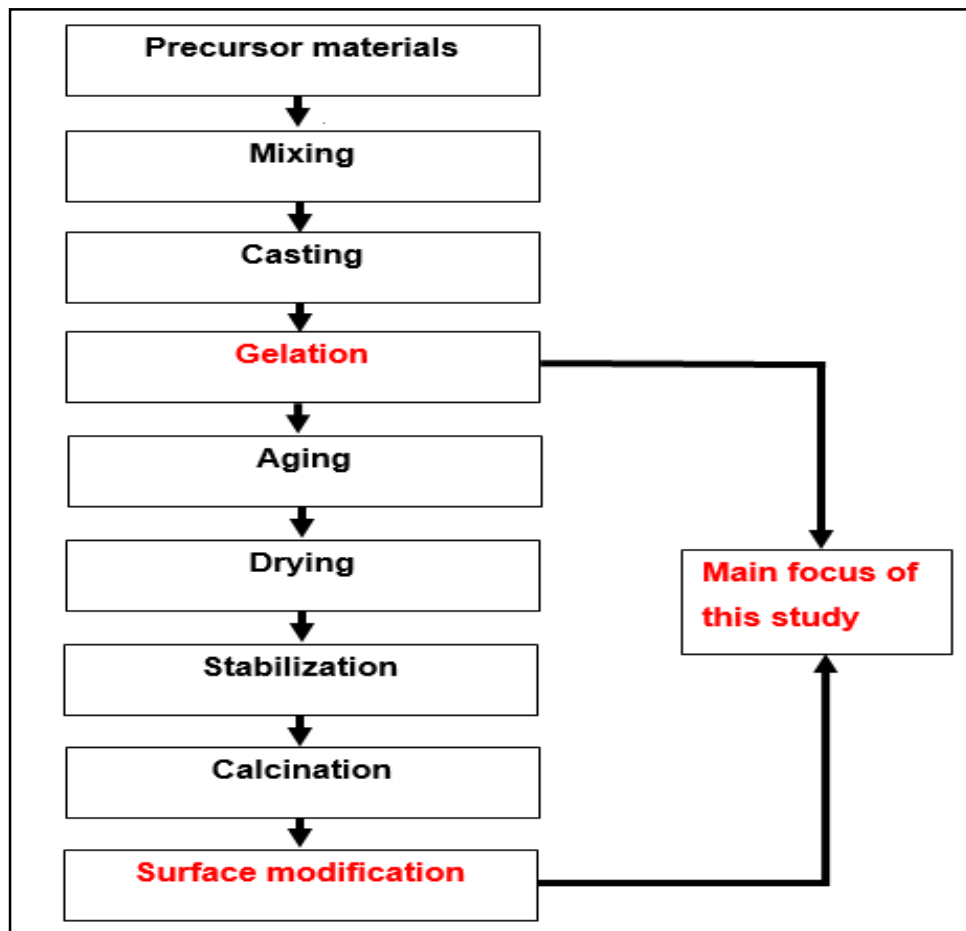 Precursor materials
Mixing
Casting
Gelation
Aging
Drying
Stabilization
Calcination
Surface modification
Main focus of
this study